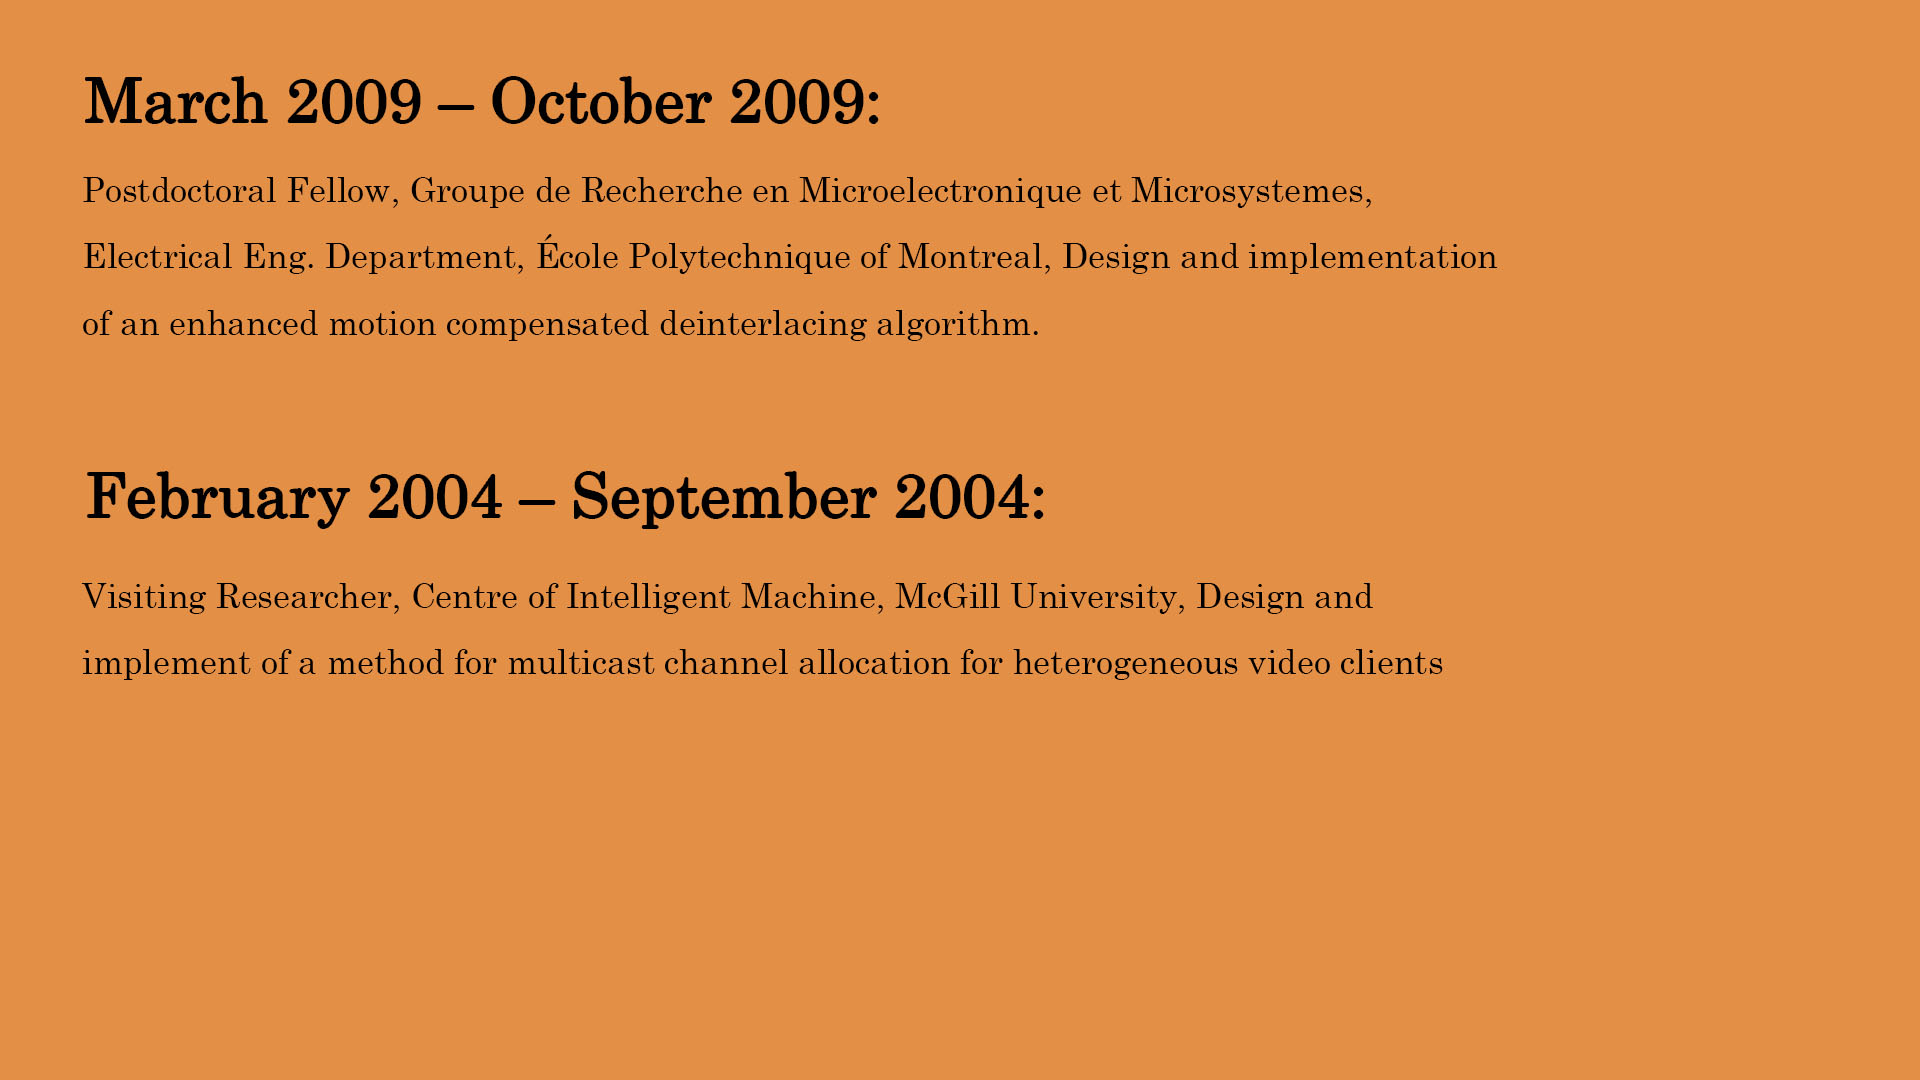 March 2009 – October 2009:
Postdoctoral Fellow, Groupe de Recherche en Microelectronique et Microsystemes,
Electrical Eng. Department, École Polytechnique of Montreal, Design and implementation
of an enhanced motion compensated deinterlacing algorithm.
February 2004 – September 2004:
Visiting Researcher, Centre of Intelligent Machine, McGill University, Design and
implement of a method for multicast channel allocation for heterogeneous video clients